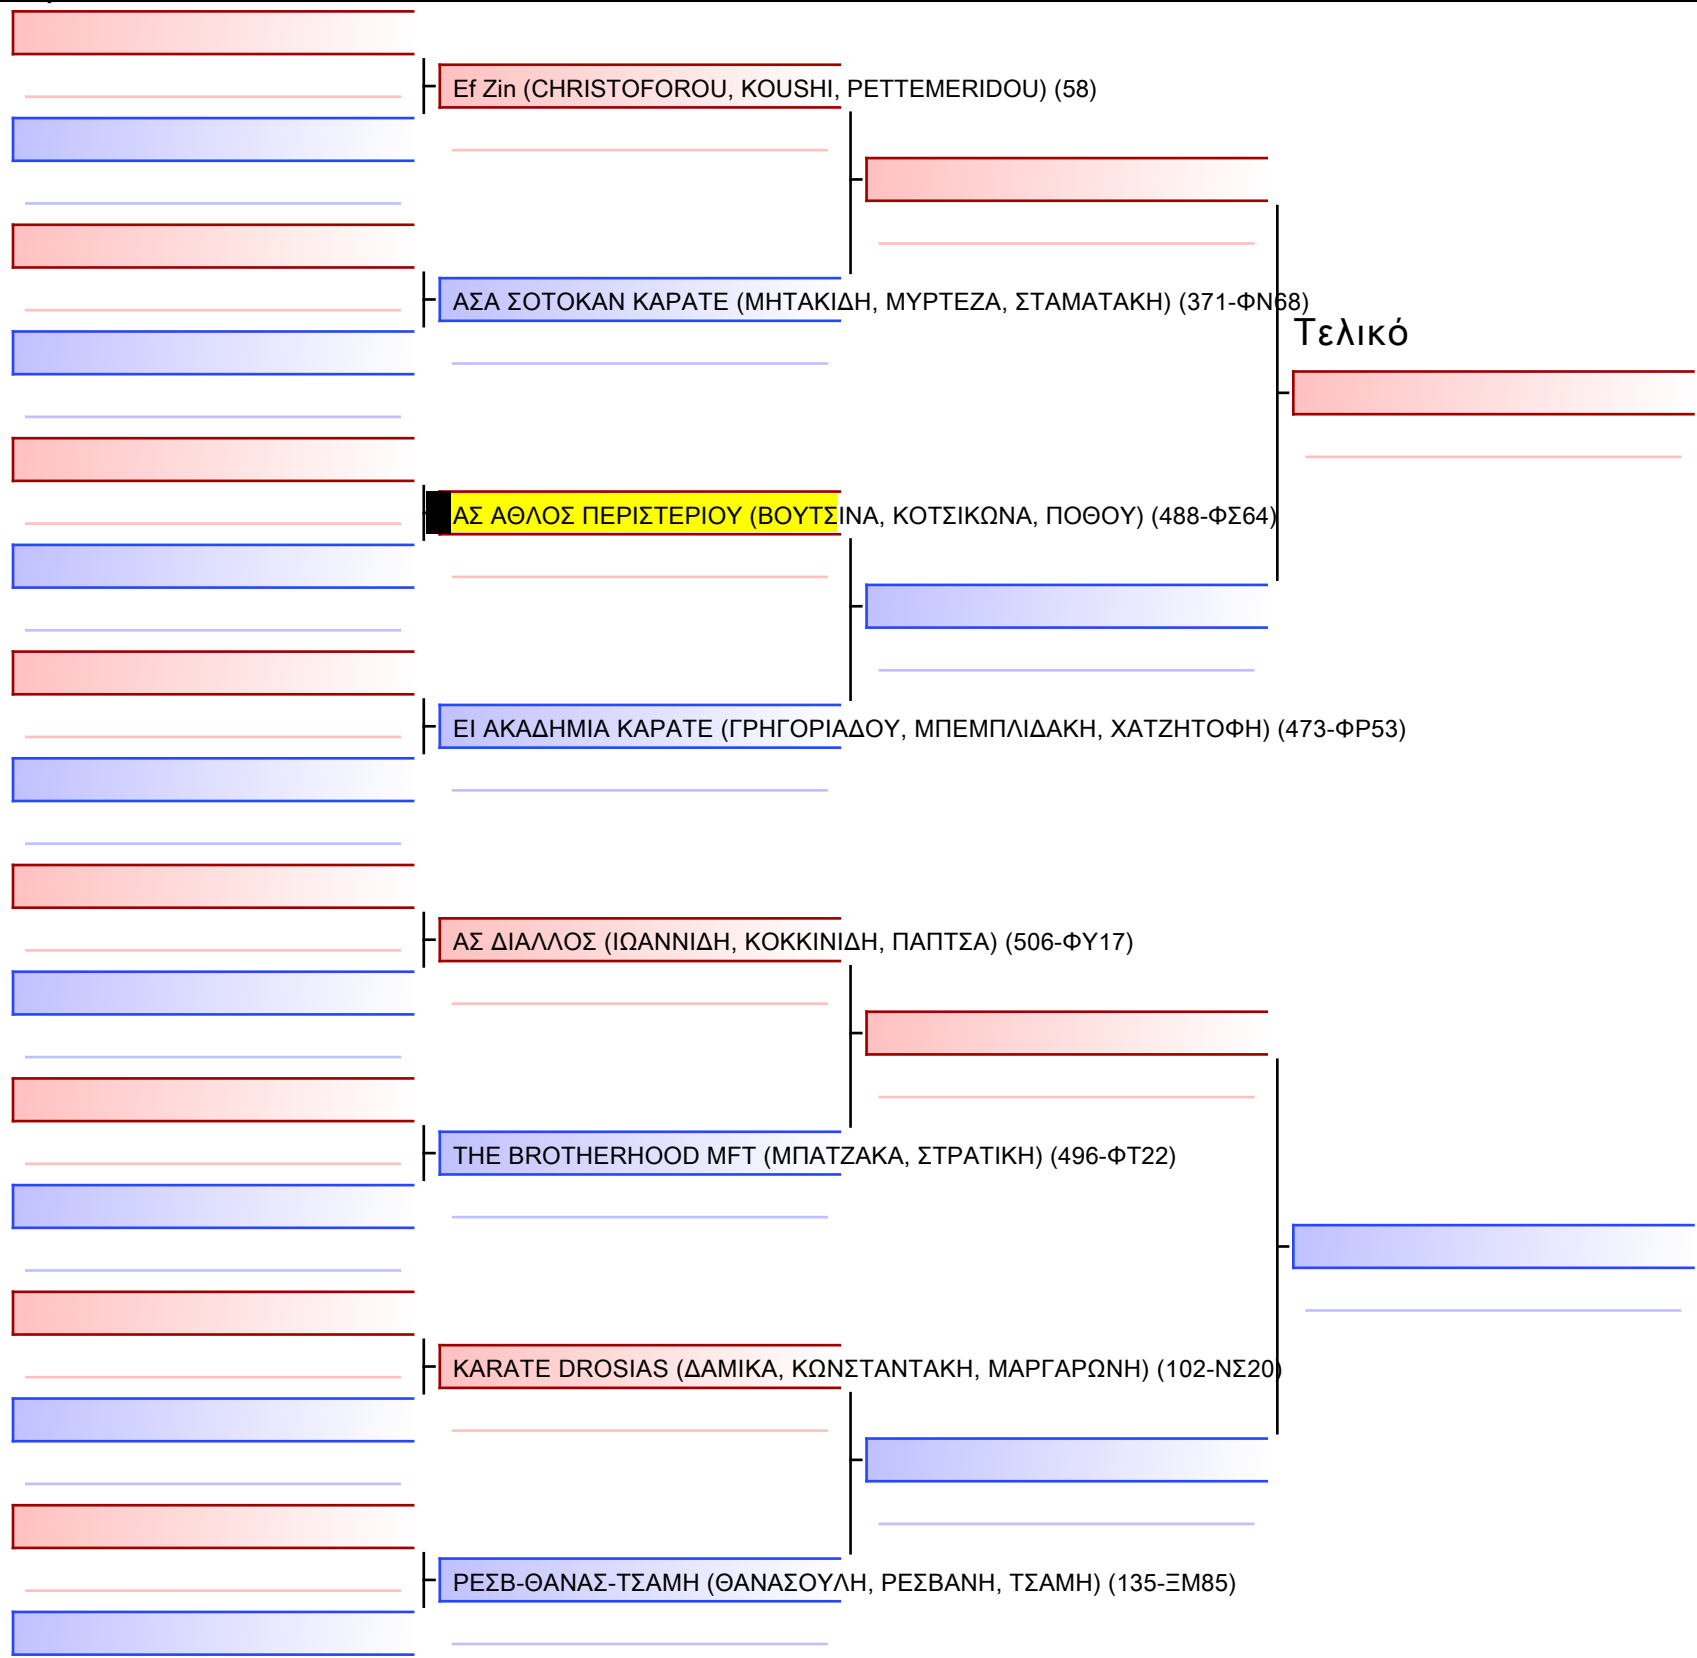 Ef Zin (CHRISTOFOROU, KOUSHI, PETTEMERIDOU) (58)
ΑΣΑ ΣΟΤΟΚΑΝ ΚΑΡΑΤΕ (ΜΗΤΑΚΙΔΗ, ΜΥΡΤΕΖΑ, ΣΤΑΜΑΤΑΚΗ) (371-ΦΝ68)
Τελικό
ΑΣ ΑΘΛΟΣ ΠΕΡΙΣΤΕΡΙΟΥ (ΒΟΥΤΣΙΝΑ, ΚΟΤΣΙΚΩΝΑ, ΠΟΘΟΥ) (488-ΦΣ64)
ΕΙ ΑΚΑΔΗΜΙΑ ΚΑΡΑΤΕ (ΓΡΗΓΟΡΙΑΔΟΥ, ΜΠΕΜΠΛΙΔΑΚΗ, ΧΑΤΖΗΤΟΦΗ) (473-ΦΡ53)
ΑΣ ΔΙΑΛΛΟΣ (ΙΩΑΝΝΙΔΗ, ΚΟΚΚΙΝΙΔΗ, ΠΑΠΤΣΑ) (506-ΦΥ17)
THE BROTHERHOOD MFT (ΜΠΑΤΖΑΚΑ, ΣΤΡΑΤΙΚΗ) (496-ΦΤ22)
KARATE DROSIAS (ΔΑΜΙΚΑ, ΚΩΝΣΤΑΝΤΑΚΗ, ΜΑΡΓΑΡΩΝΗ) (102-ΝΣ20)
ΡΕΣΒ-ΘΑΝΑΣ-ΤΣΑΜΗ (ΘΑΝΑΣΟΥΛΗ, ΡΕΣΒΑΝΗ, ΤΣΑΜΗ) (135-ΞΜ85)